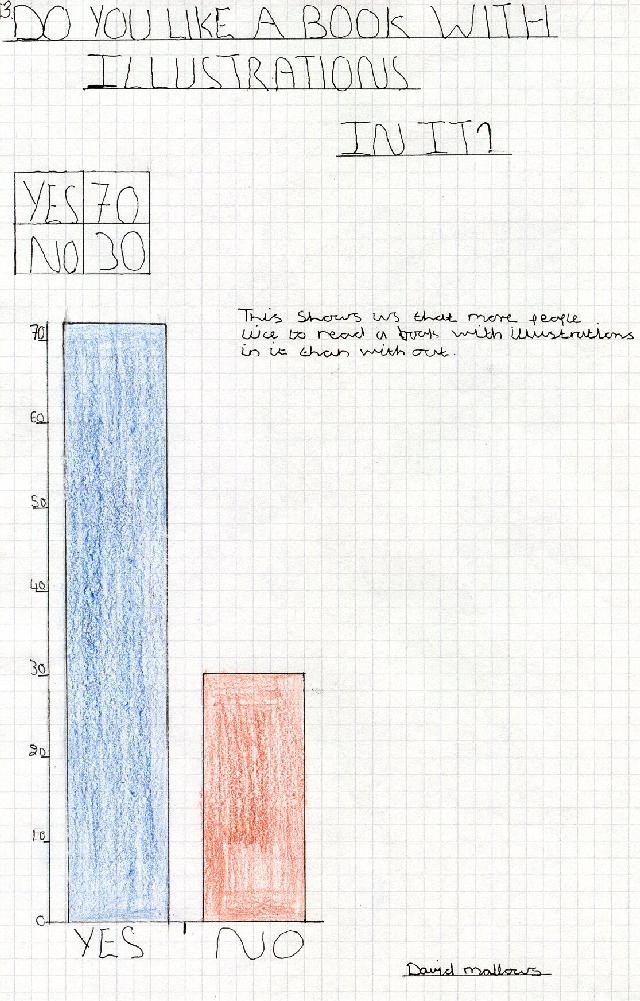 3.
DO YOU LIKE A BOOK WITH
ILLUSTRATIONS
IN IT?
YES 70
NO 30
This shows us that more people
like to read a book with illustrations
in it than with out.
70
60
50
40
30
20
10
0
YES
NO
David Mallows